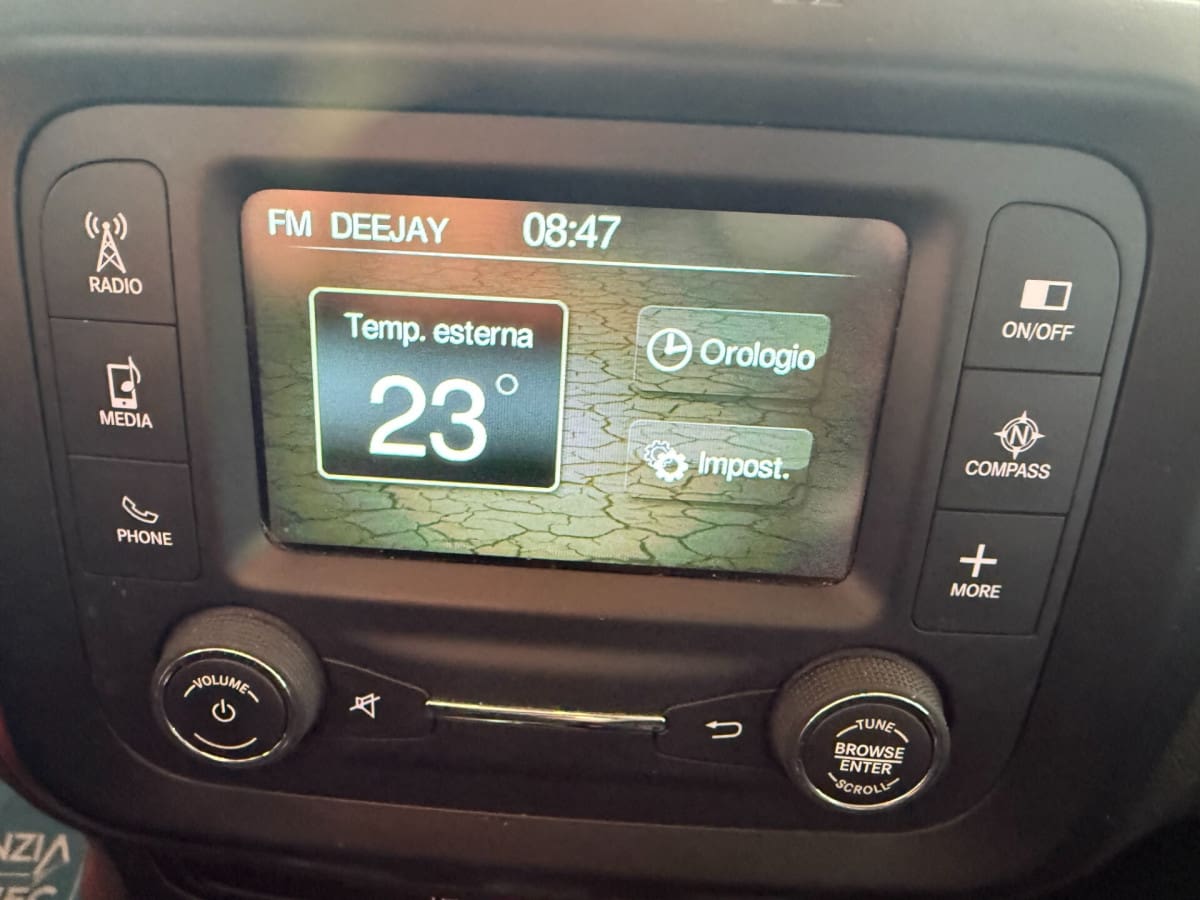 FM DEEJAY 08:47
Temp. esterna
23°
Orologio
Impost.
RADIO
MEDIA
PHONE
ON/OFF
N
COMPASS
MORE
VOLUME
TUNE
BROWSE
ENTER
SCROLL